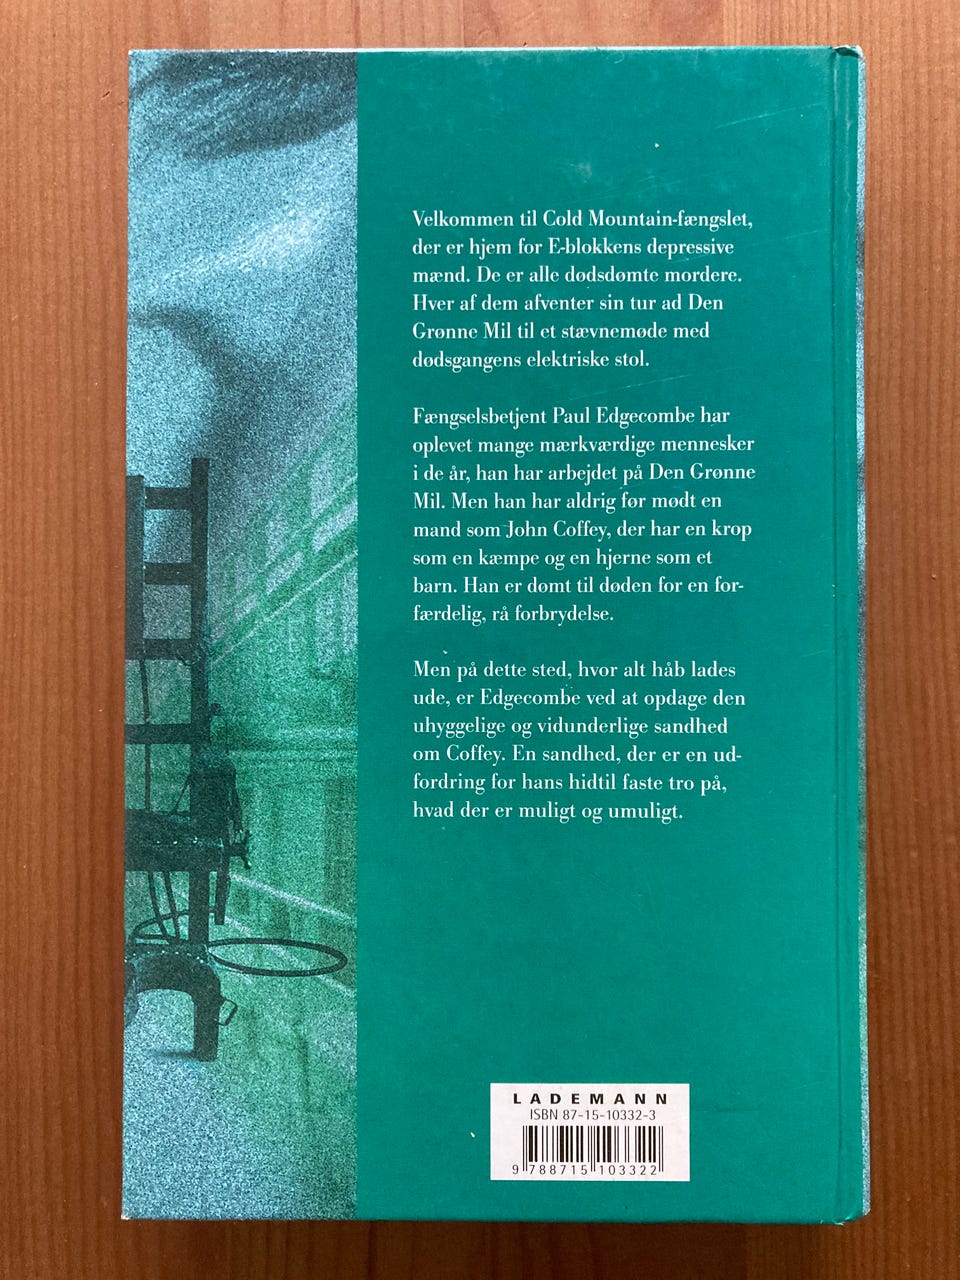 Velkommen til Cold Mountain-fængslet,
der er hjem for E-blokkens depressive
mænd. De er alle dødsdømte mordere.
Hver af dem afventer sin tur ad Den
Grønne Mil til et stævnemøde med
dødsgangens elektriske stol.
Fængselsbetjent Paul Edgecombe har
oplevet mange mærkværdige mennesker
i de år, han har arbejdet på Den Grønne
Mil. Men han har aldrig før mødt en
mand som John Coffey, der har en krop
som en kæmpe og en hjerne som et
barn. Han er dømt til døden for en for-
færdelig, rå forbrydelse.
Men på dette sted, hvor alt håb lades
ude, er Edgecombe ved at opdage den
uhyggelige og vidunderlige sandhed
om Coffey. En sandhed, der er en ud-
fordring for hans hidtil faste tro på,
hvad der er muligt og umuligt.
LADEMANN
ISBN 87-15-10332-3
9 788715 103322